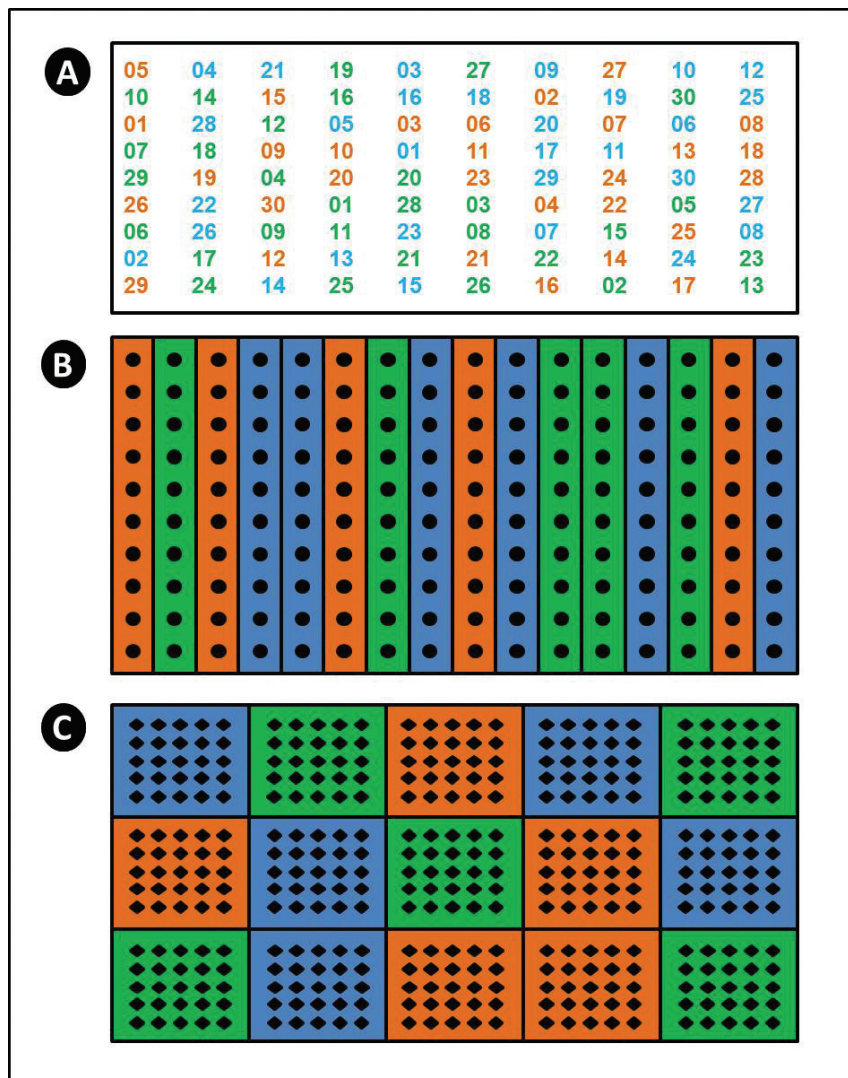 A
05 04 21 19 03 27 09 27 10 12
10 14 15 16 16 18 02 19 30 25
01 28 12 05 03 06 20 07 06 08
07 18 09 10 01 11 17 11 13 18
29 19 04 20 20 23 29 24 30 28
26 22 30 01 28 03 04 22 05 27
06 26 09 11 23 08 07 15 25 08
02 17 12 13 21 21 22 14 24 23
29 24 14 25 15 26 16 02 17 13
B
C